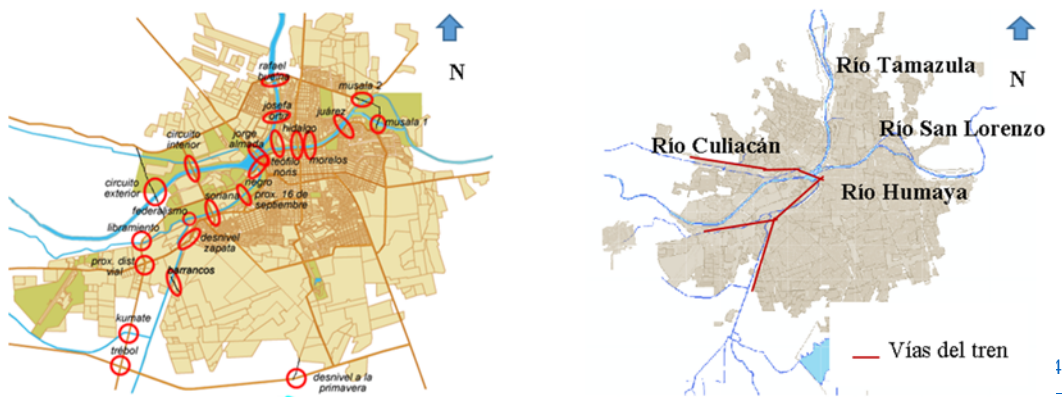 N
rafael
buelna
musala 2
josefa
ortiz
juárez
musala 1
jorge
almada
hidalgo
circuito
interior
morelos
teofilo
noris
negro
circuito
exterior
soriana
prox. 16 de
septiembre
federalismo
libramiento
desnivel
zapata
prox. dist.
vial
barrancos
kumate
trébol
desnivel a la
primavera
N
Río Tamazula
Río San Lorenzo
Río Culiacán
Río Humaya
Vías del tren
4